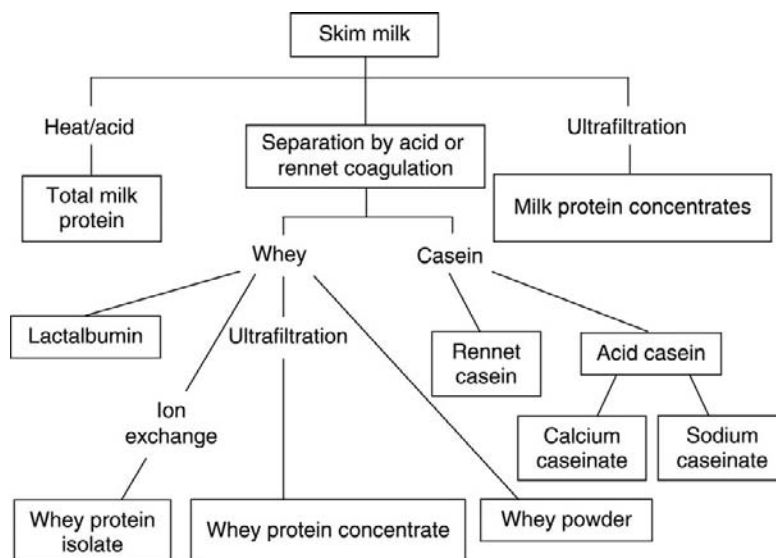 Skim milk
Heat/acid
Separation by acid or
rennet coagulation
Ultrafiltration
Total milk
protein
Milk protein concentrates
Whey
Casein
Lactalbumin
Ultrafiltration
Rennet
casein
Acid casein
Ion
exchange
Calcium
caseinate
Sodium
caseinate
Whey protein
isolate
Whey protein concentrate
Whey powder